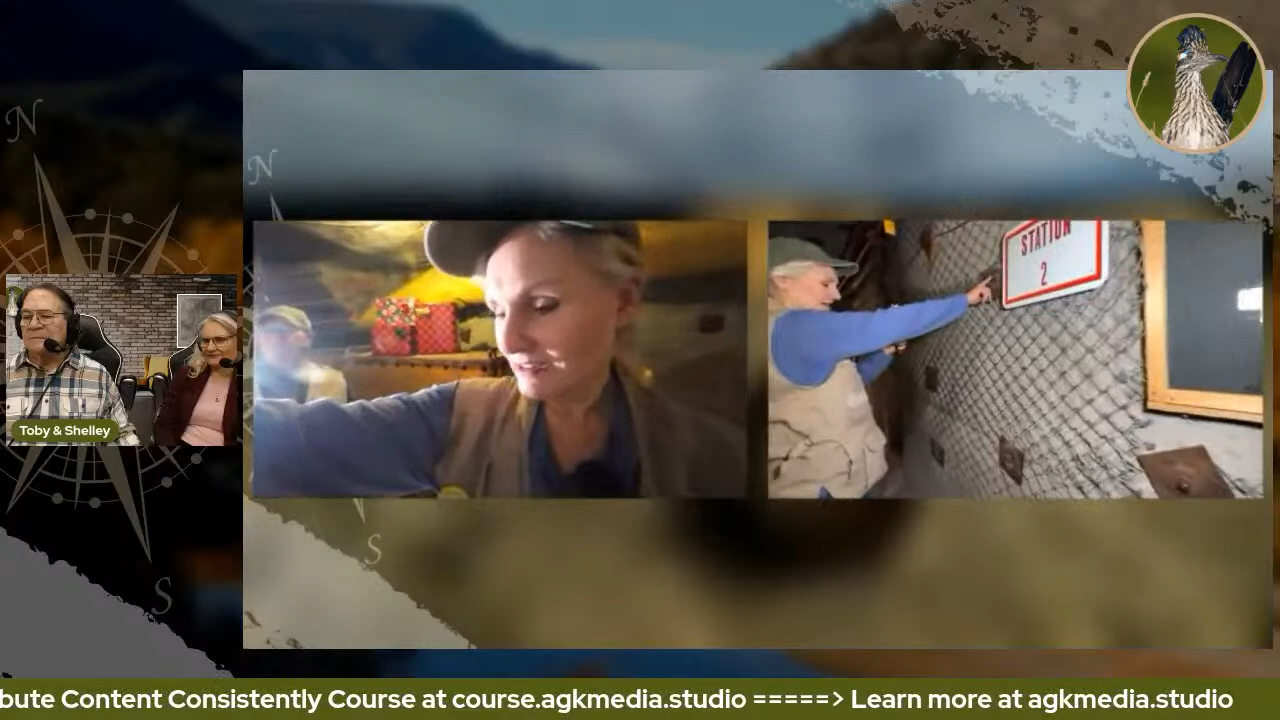 N
N
STATION
2
Toby & Shelley
S
S
bute Content Consistently Course at course.agkmedia.studio =====> Learn more at agkmedia.studio